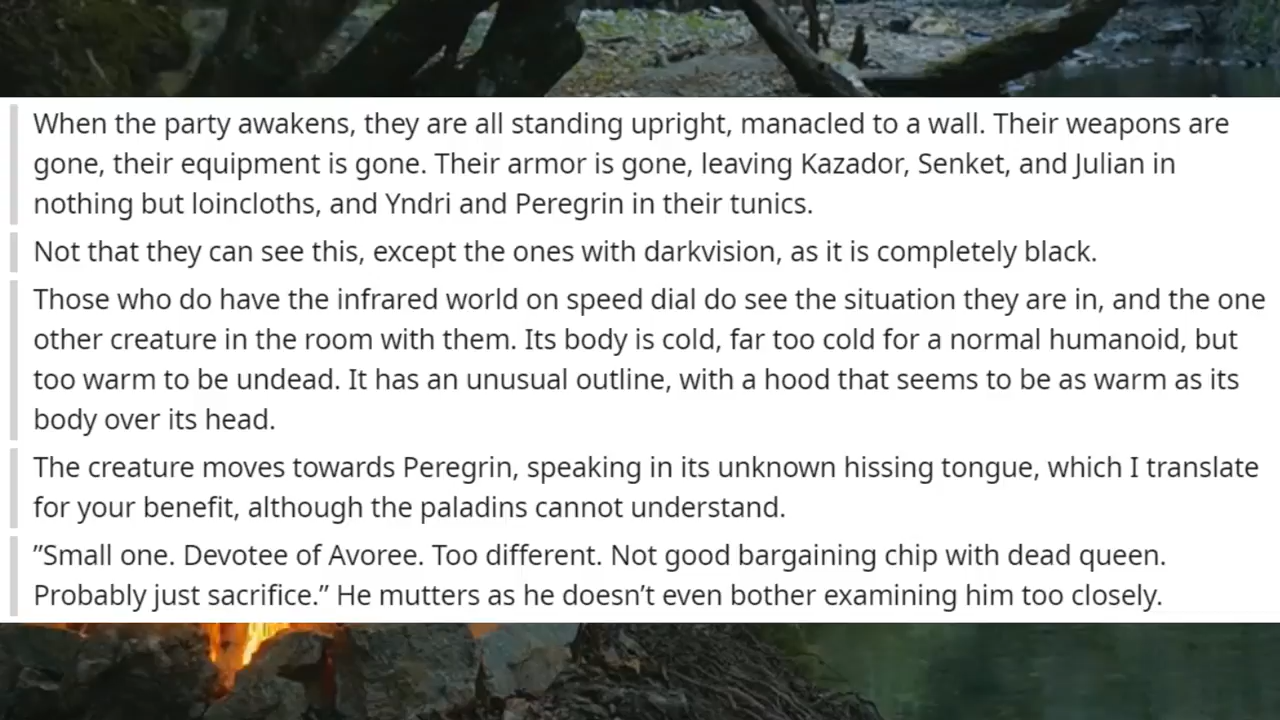 When the party awakens, they are all standing upright, manacled to a wall. Their weapons are
gone, their equipment is gone. Their armor is gone, leaving Kazador, Senket, and Julian in
nothing but loincloths, and Yndri and Peregrin in their tunics.
Not that they can see this, except the ones with darkvision, as it is completely black.
Those who do have the infrared world on speed dial do see the situation they are in, and the one
other creature in the room with them. Its body is cold, far too cold for a normal humanoid, but
too warm to be undead. It has an unusual outline, with a hood that seems to be as warm as its
body over its head.
The creature moves towards Peregrin, speaking in its unknown hissing tongue, which I translate
for your benefit, although the paladins cannot understand.
”Small one. Devotee of Avoree. Too different. Not good bargaining chip with dead queen.
Probably just sacrifice.” He mutters as he doesn’t even bother examining him too closely.